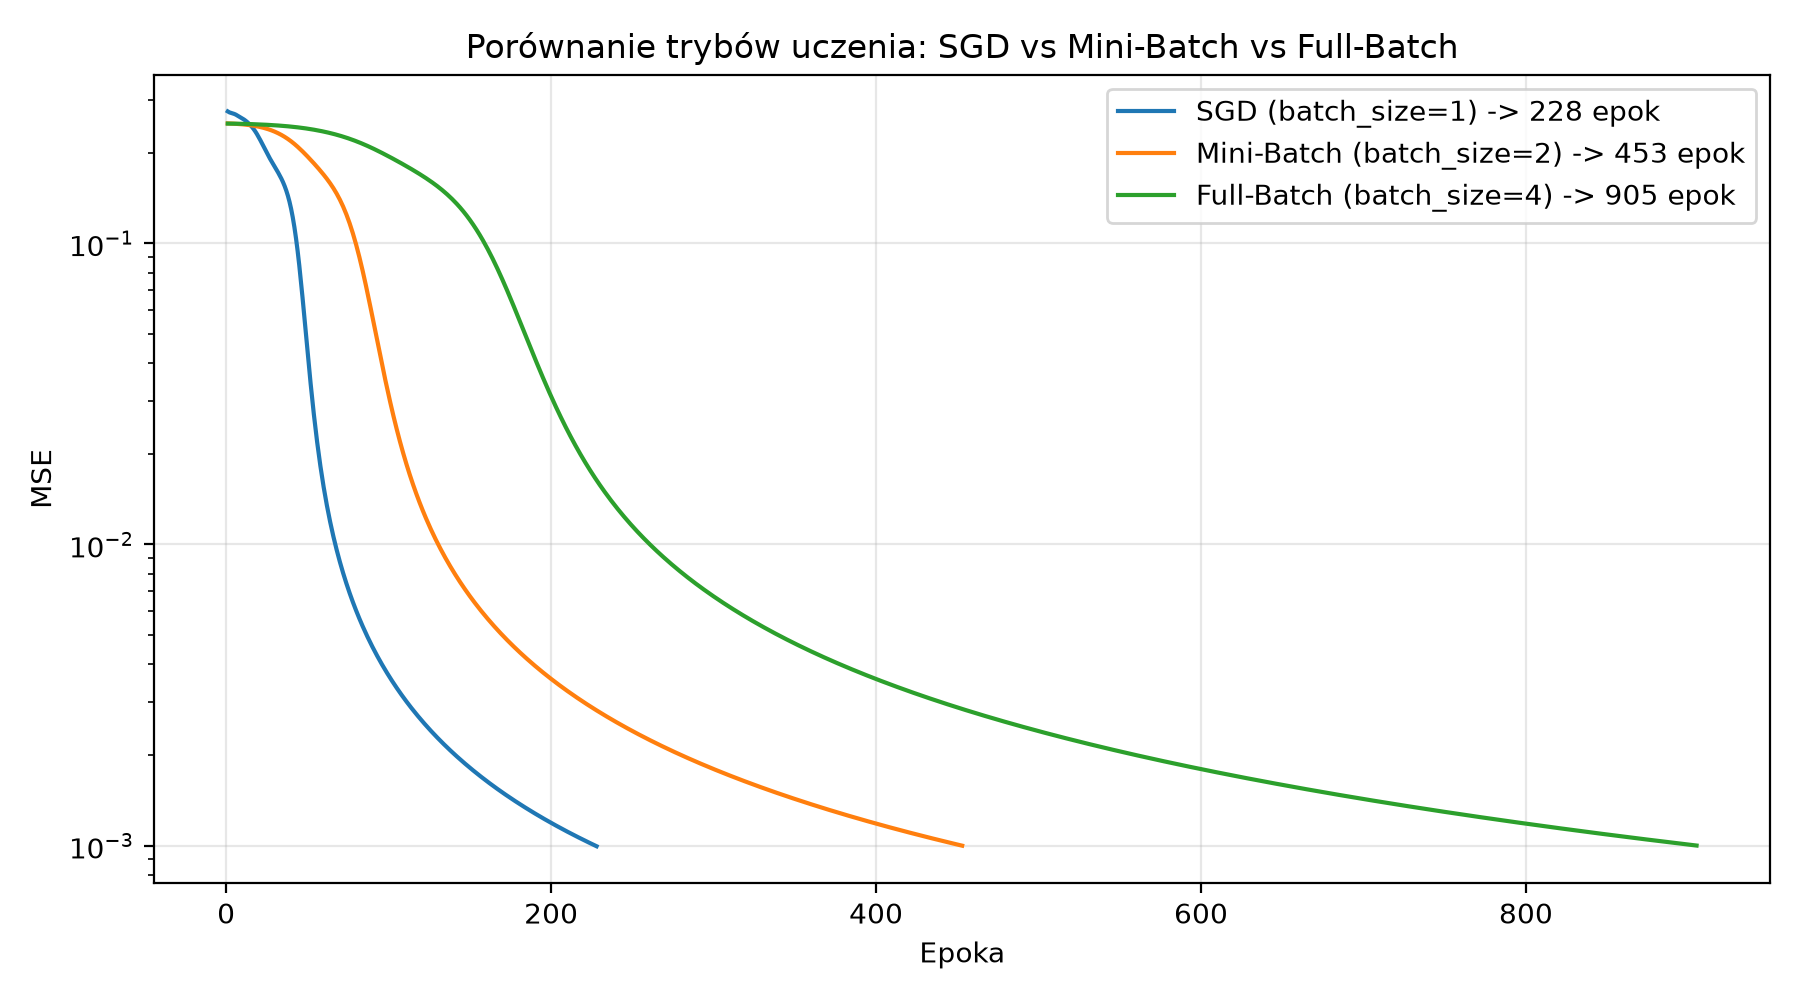 Porównanie trybów uczenia: SGD vs Mini-Batch vs Full-Batch
SGD (batch_size=1) -> 228 epok
Mini-Batch (batch_size=2) -> 453 epok
Full-Batch (batch_size=4) -> 905 epok
MSE
10⁻¹
10⁻²
10⁻³
0 200 400 600 800
Epoka